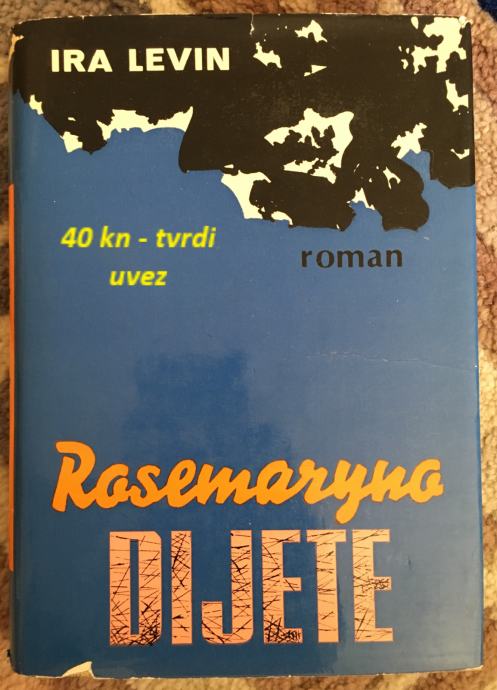 IRA LEVIN
40 kn - tvrdi
uvez
roman
Rosemaryno
DIJETE